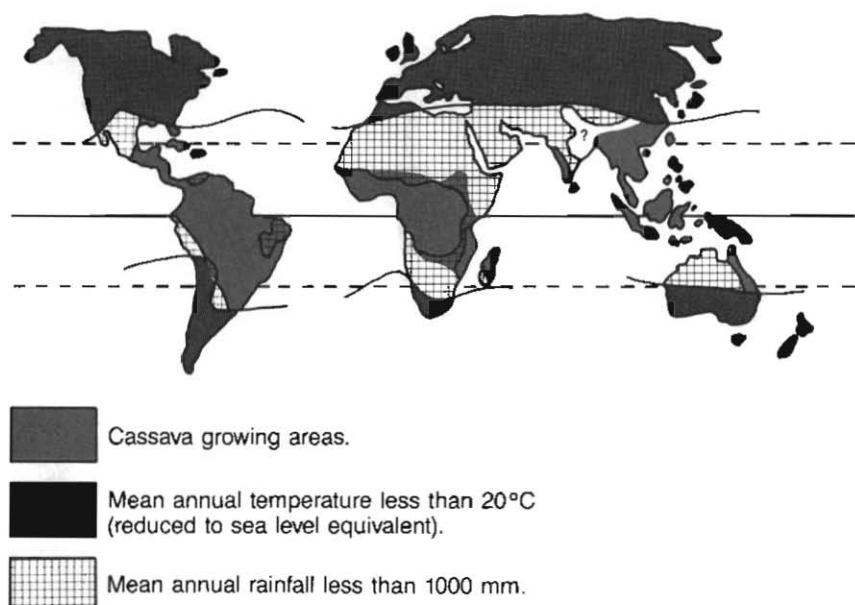 ?
Cassava growing areas.
Mean annual temperature less than 20°C
(reduced to sea level equivalent).
Mean annual rainfall less than 1000 mm.